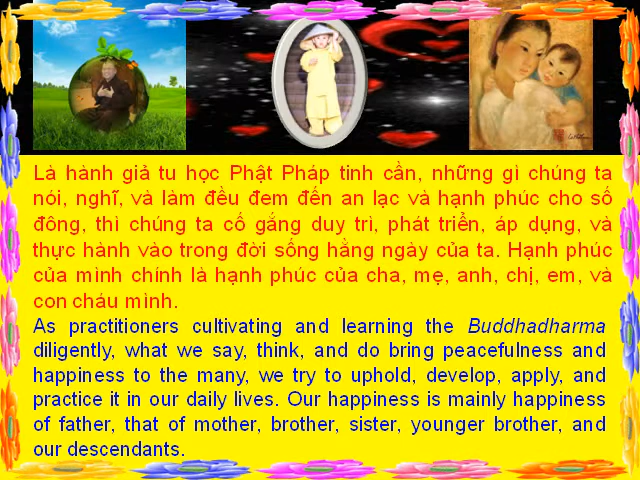 Là hành giả tu học Phật Pháp tinh cần, những gì chúng ta
nói, nghĩ, và làm đều đem đến an lạc và hạnh phúc cho số
đông, thì chúng ta cố gắng duy trì, phát triển, áp dụng, và
thực hành vào trong đời sống hằng ngày của ta. Hạnh phúc
của mình chính là hạnh phúc của cha, mẹ, anh, chị, em, và
con cháu mình.
As practitioners cultivating and learning the Buddhadharma
diligently, what we say, think, and do bring peacefulness and
happiness to the many, we try to uphold, develop, apply, and
practice it in our daily lives. Our happiness is mainly happiness
of father, that of mother, brother, sister, younger brother, and
our descendants.